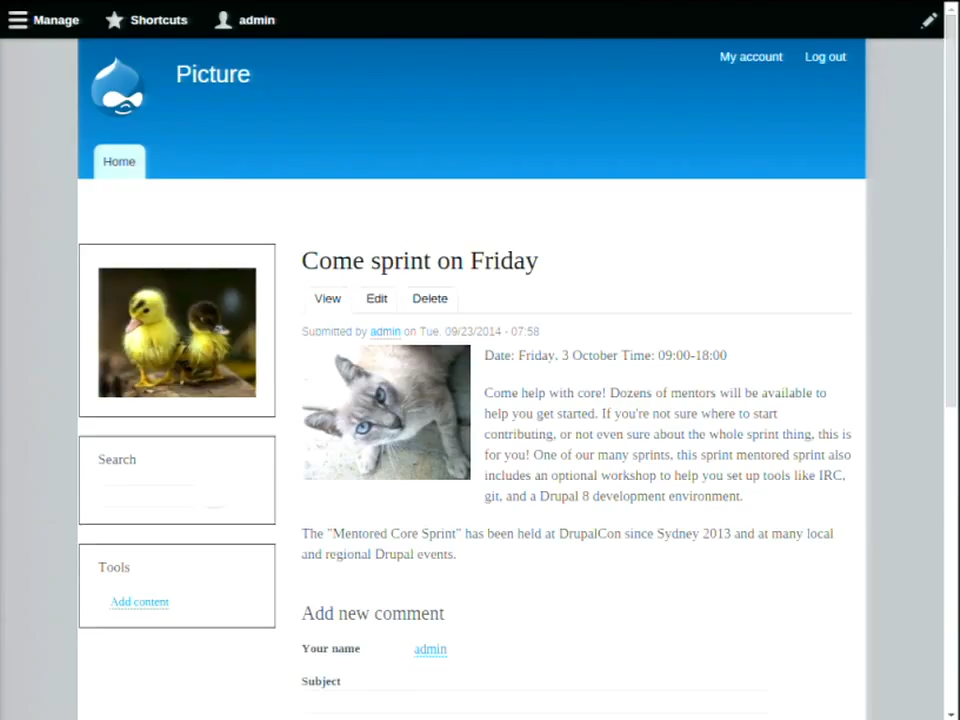 Manage Shortcuts admin
My account Log out
Picture
Home
Come sprint on Friday
View Edit Delete
Submitted by admin on Tue, 09/23/2014 - 07:58
Date: Friday, 3 October Time: 09:00-18:00
Come help with core! Dozens of mentors will be available to
help you get started. If you're not sure where to start
contributing, or not even sure about the whole sprint thing, this is
for you! One of our many sprints, this sprint mentored sprint also
includes an optional workshop to help you set up tools like IRC,
git, and a Drupal 8 development environment.
The "Mentored Core Sprint" has been held at DrupalCon since Sydney 2013 and at many local
and regional Drupal events.
Search
Tools
Add content
Add new comment
Your name admin
Subject